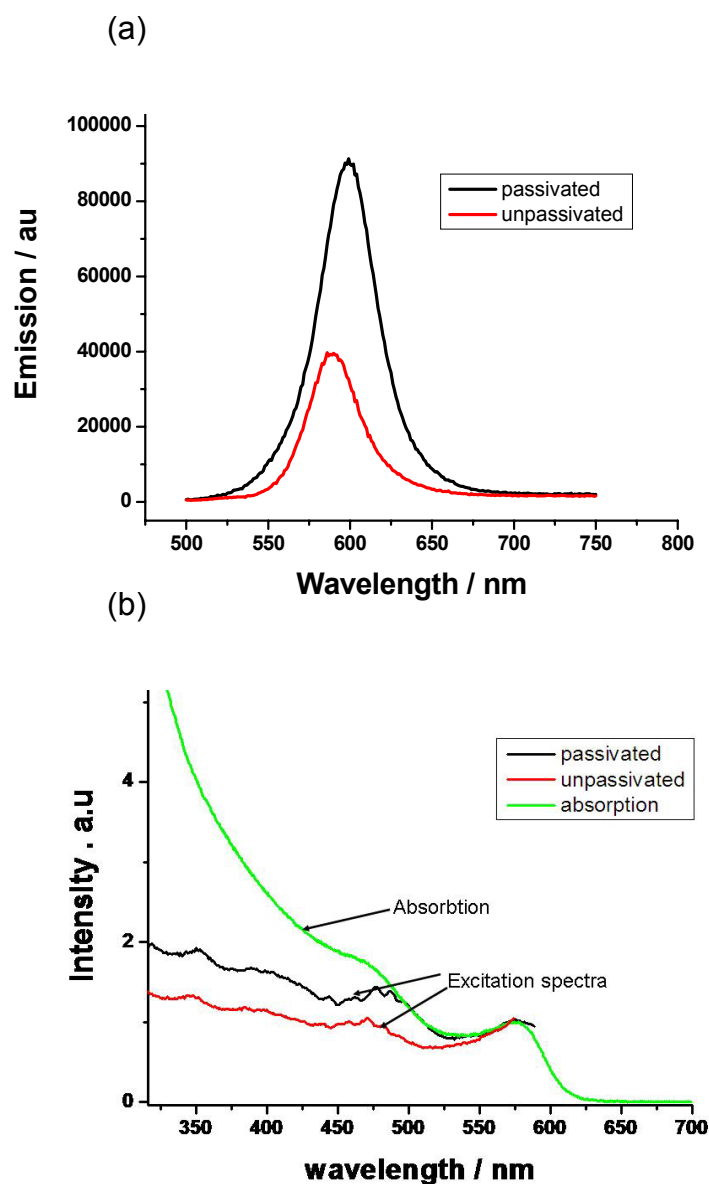 (a)
100000
80000
60000
40000
20000
0
Emission / au
passivated
unpassivated
500 550 600 650 700 750 800
Wavelength / nm
(b)
4
2
0
Intensity . a.u
passivated
unpassivated
absorption
Absorbtion
Excitation spectra
350 400 450 500 550 600 650 700
wavelength / nm